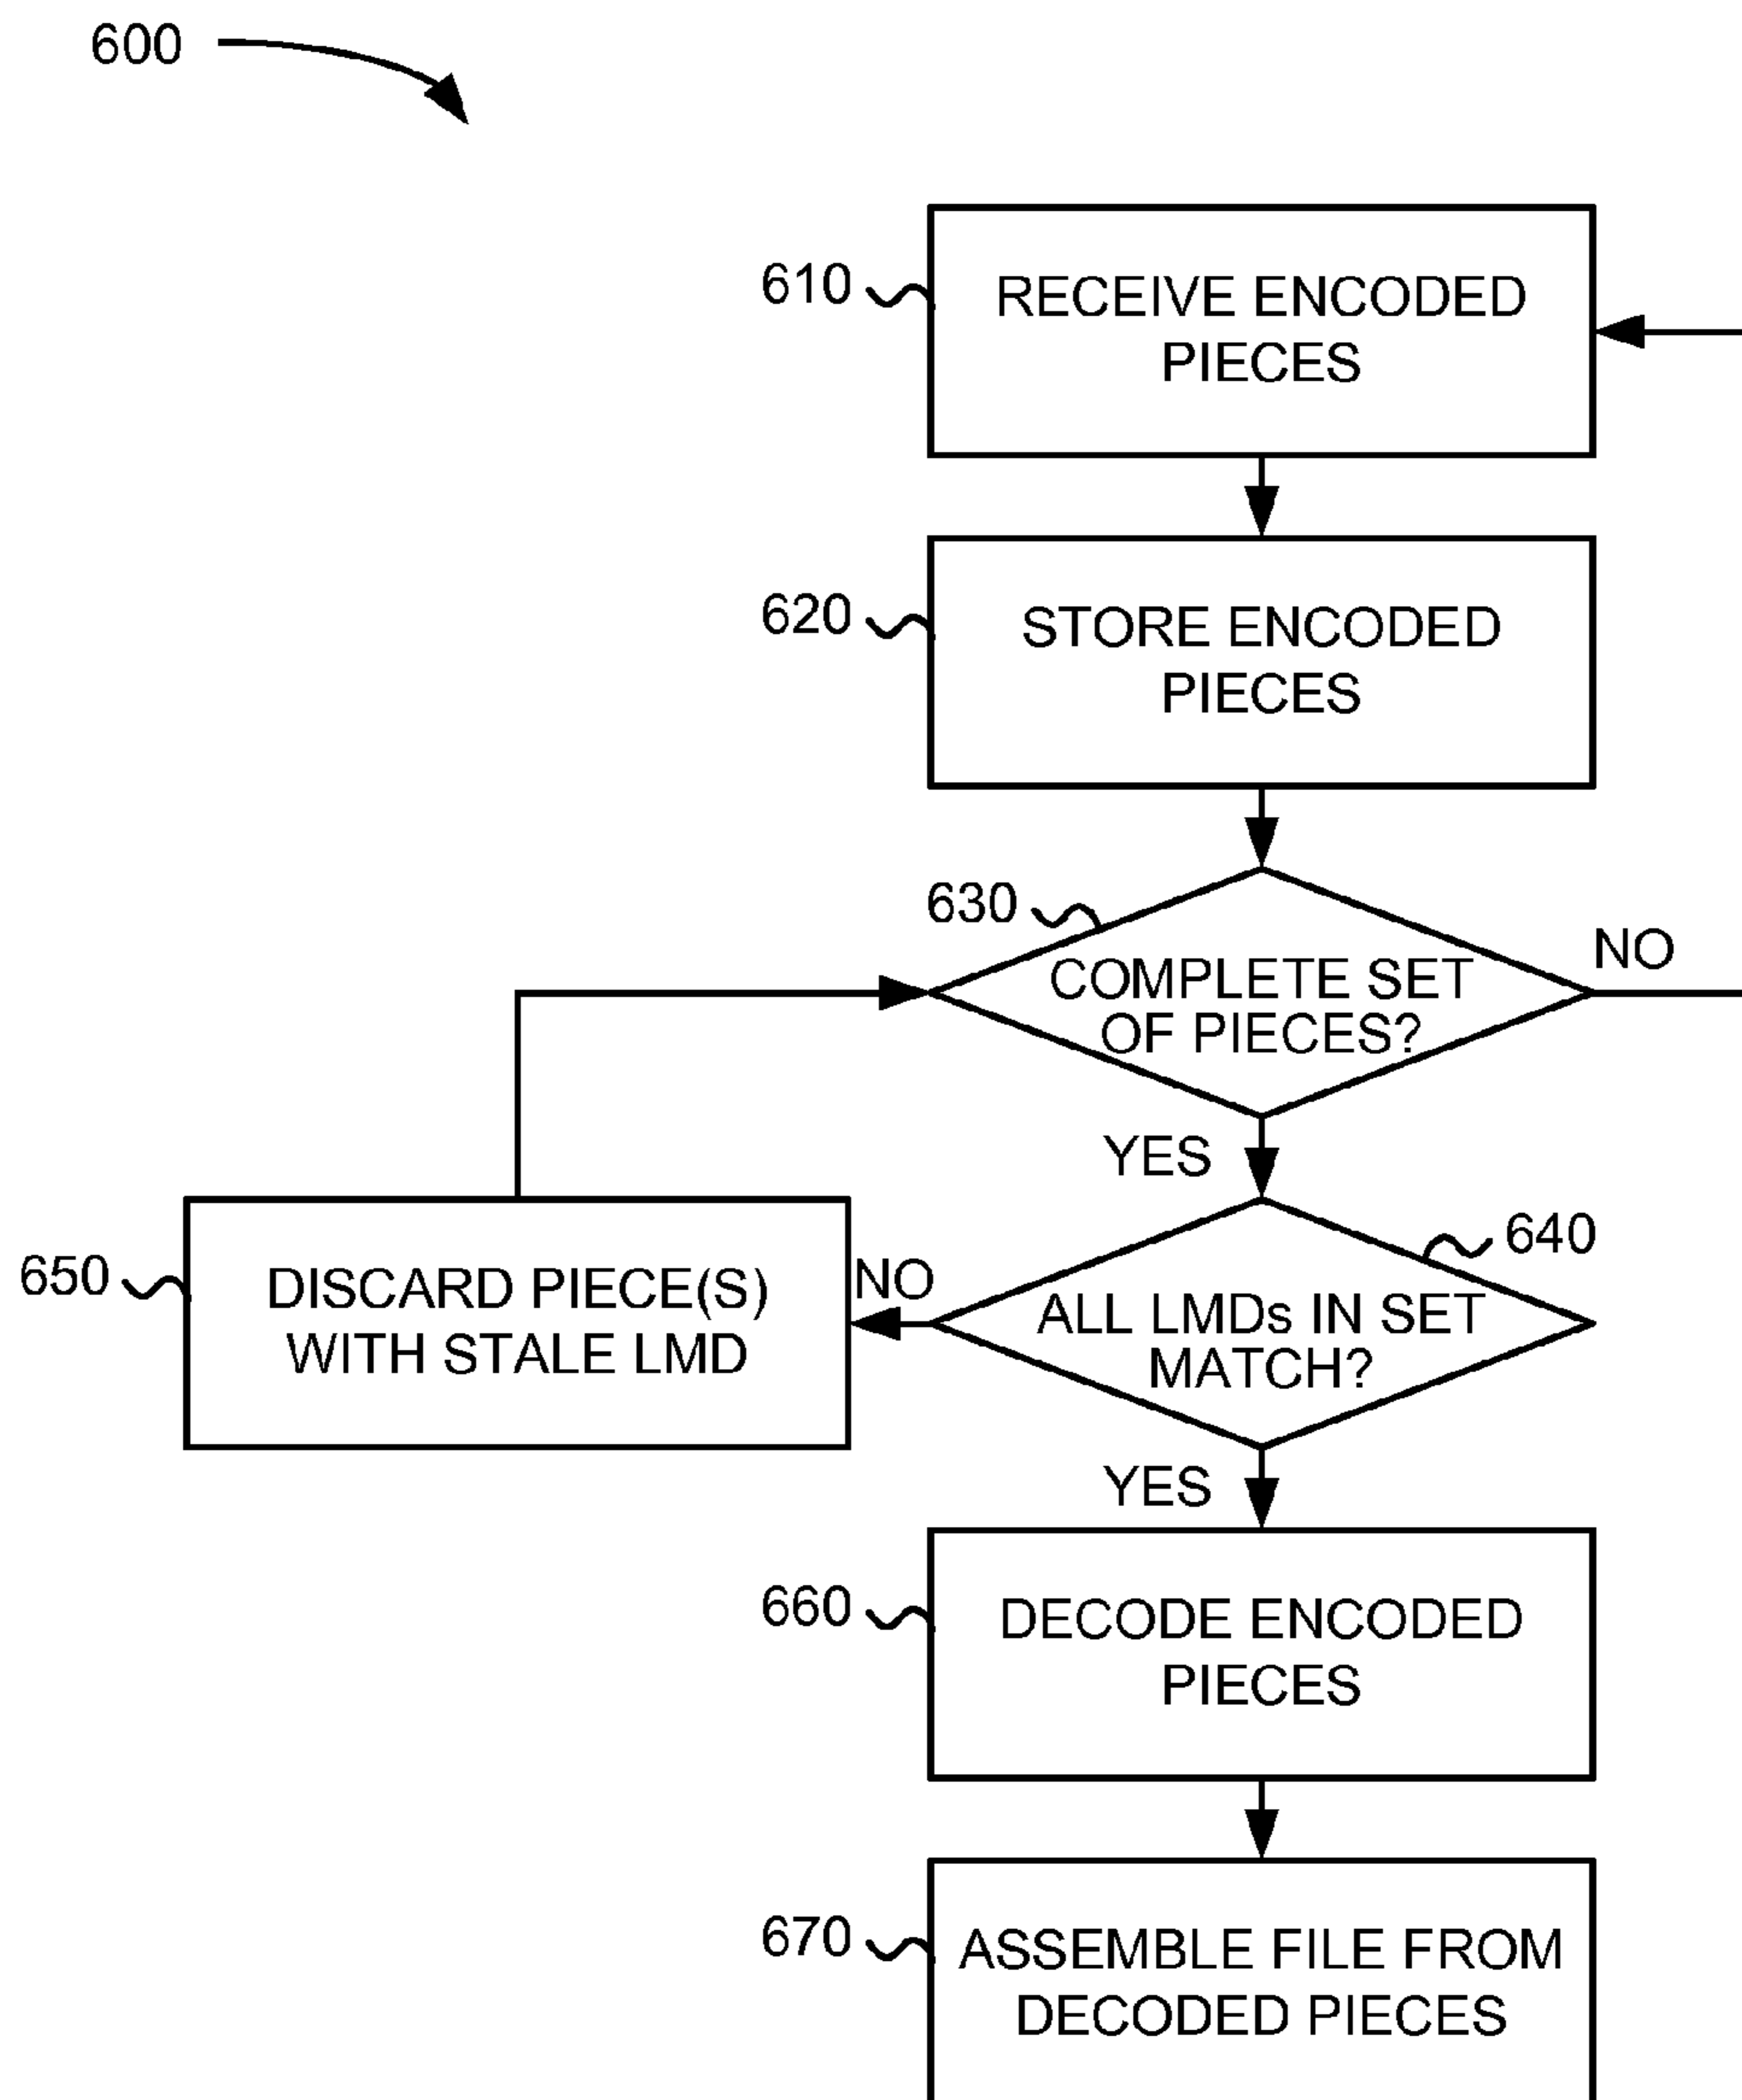 600
610
RECEIVE ENCODED
PIECES
620
STORE ENCODED
PIECES
630
COMPLETE SET
OF PIECES?
NO
YES
640
ALL LMDs IN SET
MATCH?
NO
650
DISCARD PIECE(S)
WITH STALE LMD
YES
660
DECODE ENCODED
PIECES
670
ASSEMBLE FILE FROM
DECODED PIECES